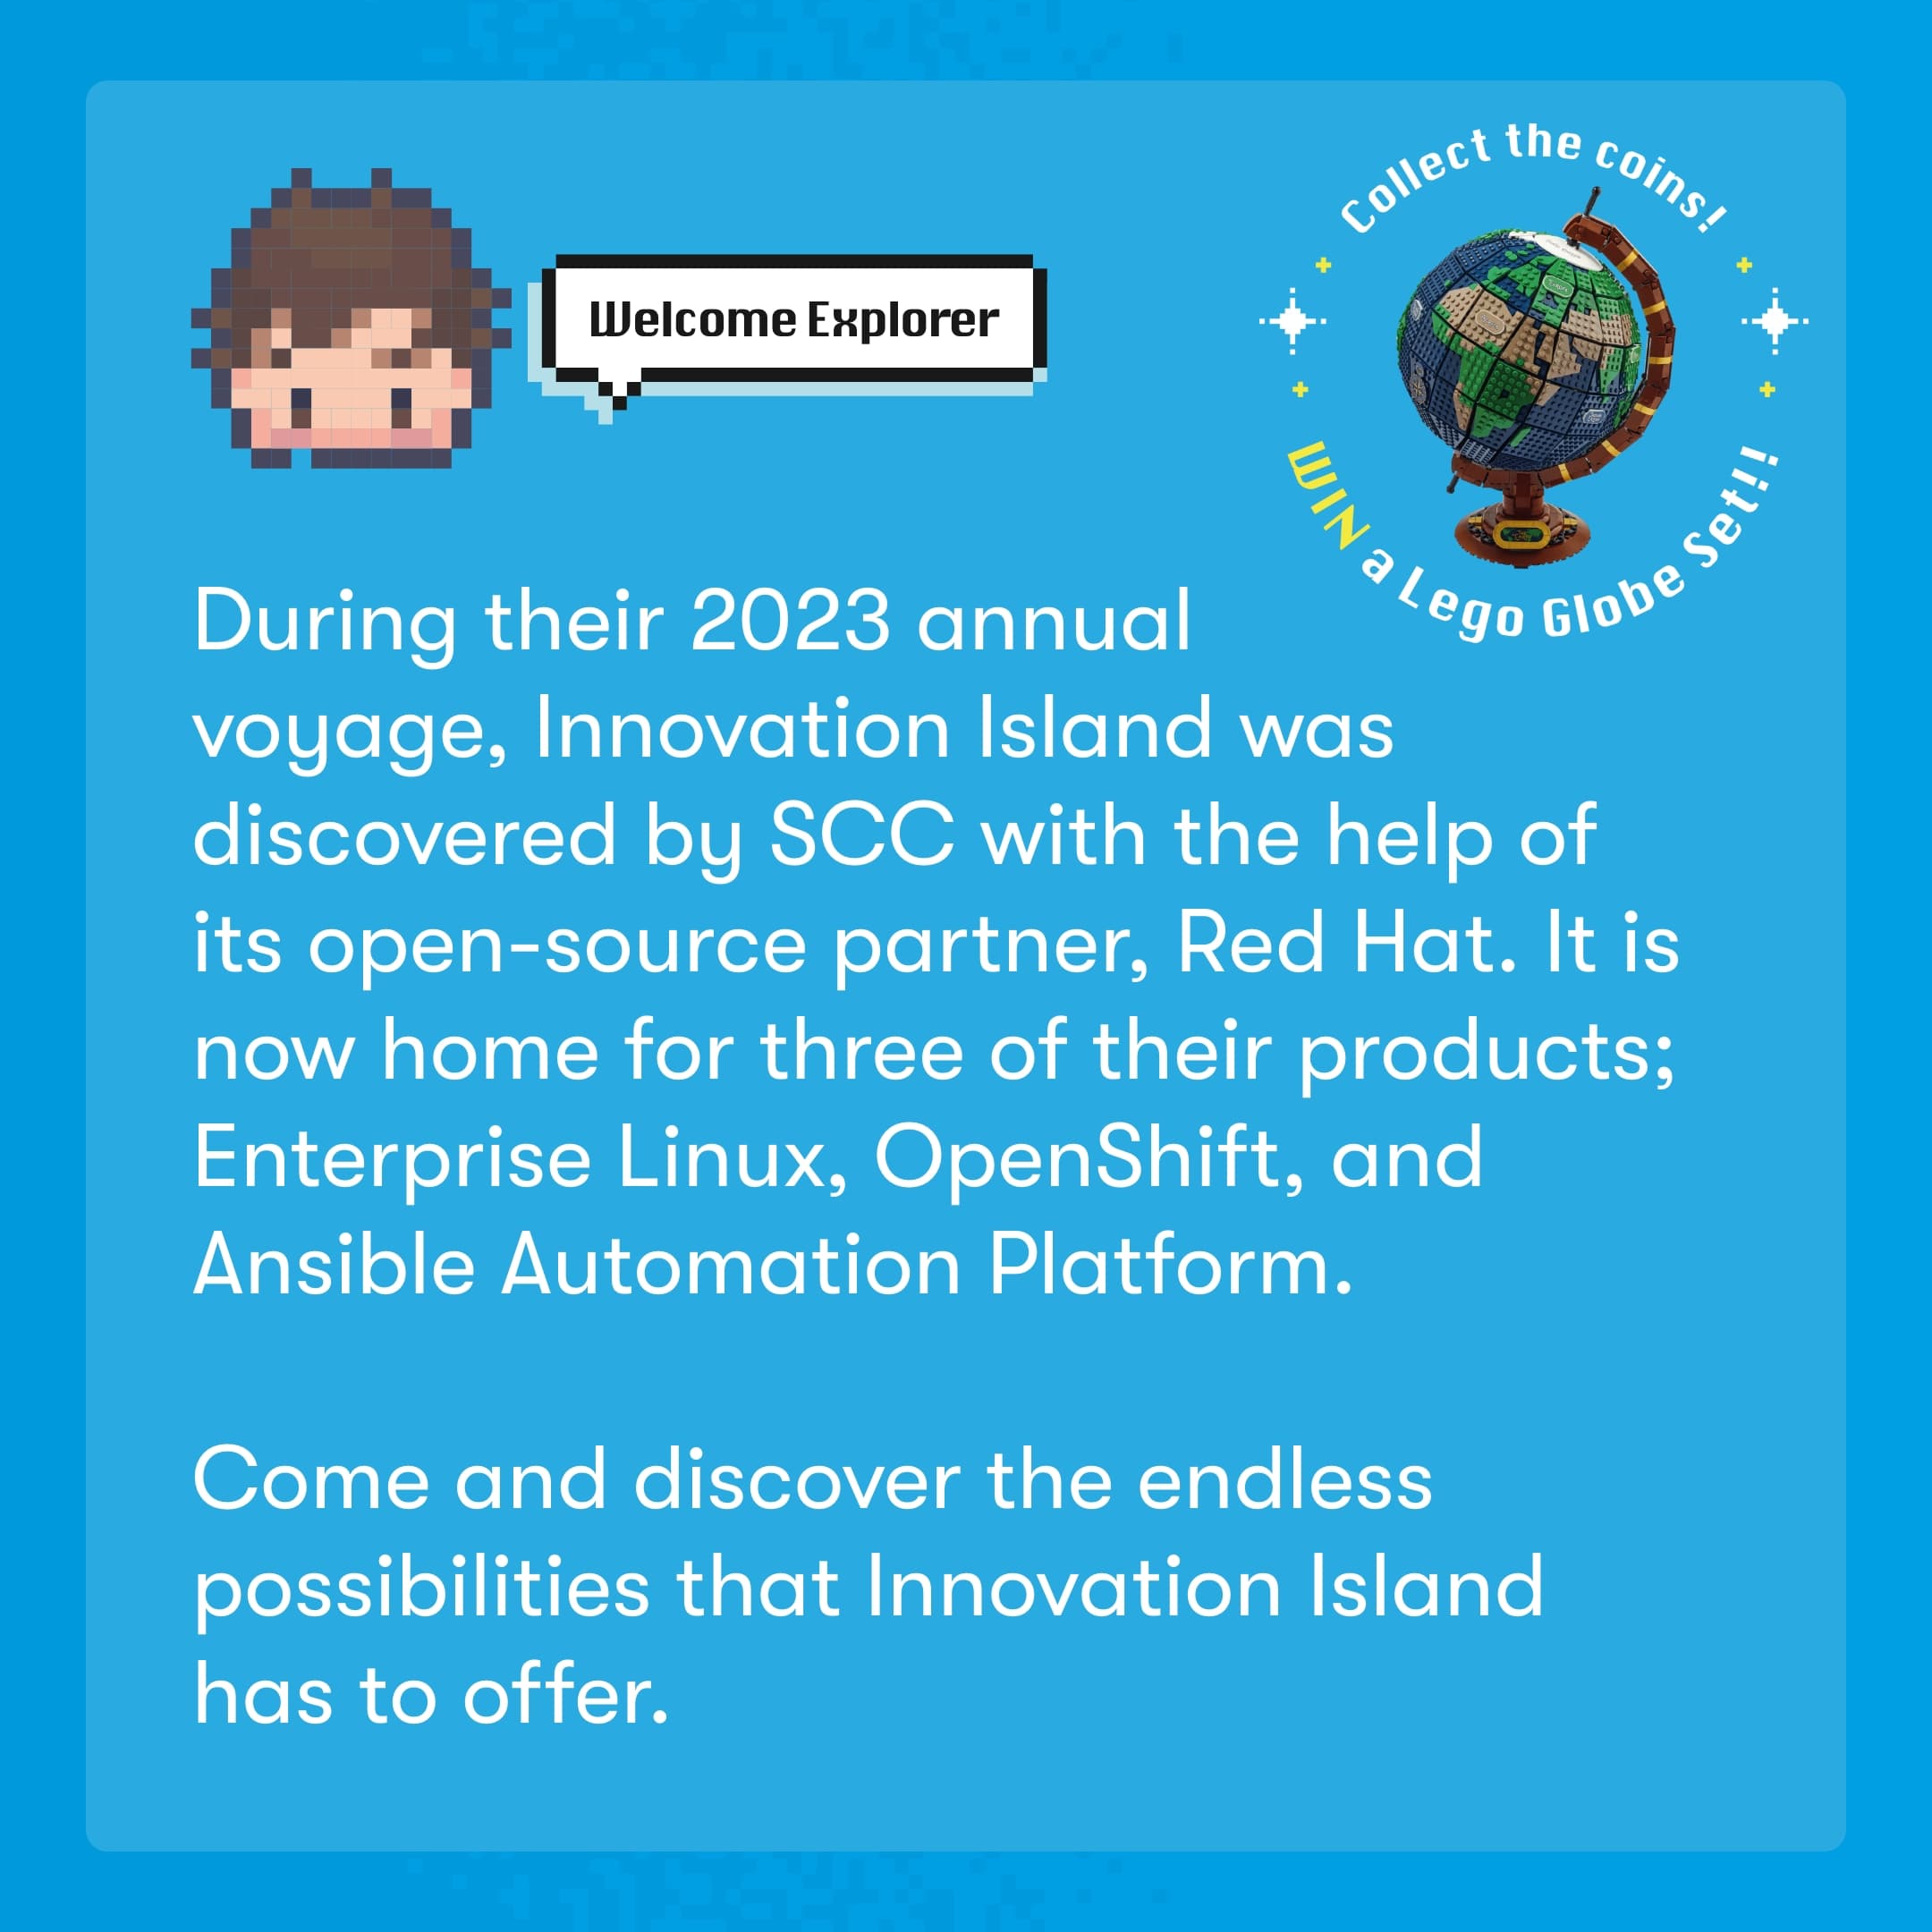 Collect the coins!
Welcome Explorer
WIN a Lego Globe Set!!
During their 2023 annual
voyage, Innovation Island was
discovered by SCC with the help of
its open-source partner, Red Hat. It is
now home for three of their products;
Enterprise Linux, OpenShift, and
Ansible Automation Platform.
Come and discover the endless
possibilities that Innovation Island
has to offer.